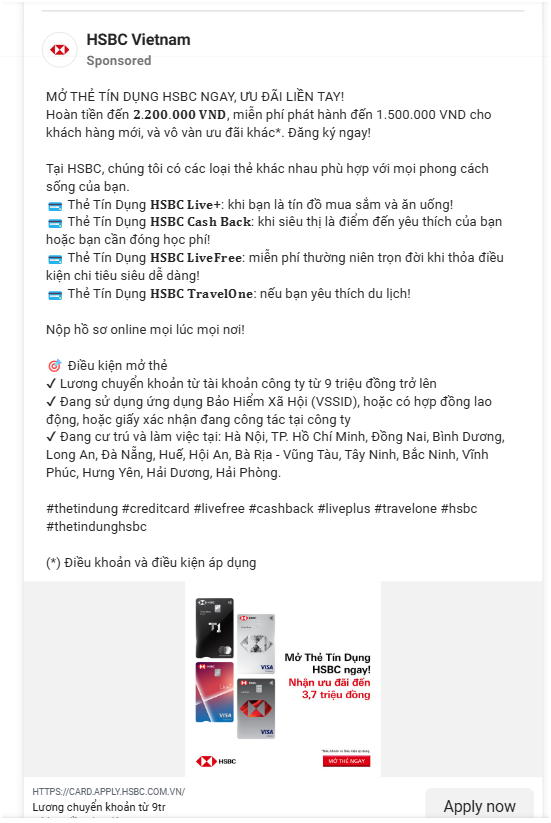 HSBC Vietnam
Sponsored
MỞ THẺ TÍN DỤNG HSBC NGAY, ƯU ĐÃI LIỀN TAY!
Hoàn tiền đến 2.200.000 VND, miễn phí phát hành đến 1.500.000 VND cho
khách hàng mới, và vô vàn ưu đãi khác*. Đăng ký ngay!
Tại HSBC, chúng tôi có các loại thẻ khác nhau phù hợp với mọi phong cách
sống của bạn.
Thẻ Tín Dụng HSBC Live+: khi bạn là tín đồ mua sắm và ăn uống!
Thẻ Tín Dụng HSBC Cash Back: khi siêu thị là điểm đến yêu thích của bạn
hoặc bạn cần đóng học phí!
Thẻ Tín Dụng HSBC LiveFree: miễn phí thường niên trọn đời khi thỏa điều
kiện chi tiêu siêu dễ dàng!
Thẻ Tín Dụng HSBC TravelOne: nếu bạn yêu thích du lịch!
Nộp hồ sơ online mọi lúc mọi nơi!
🎯 Điều kiện mở thẻ
✓ Lương chuyển khoản từ tài khoản công ty từ 9 triệu đồng trở lên
✓ Đang sử dụng ứng dụng Bảo Hiểm Xã Hội (VSSID), hoặc có hợp đồng lao
động, hoặc giấy xác nhận đang công tác tại công ty
✓ Đang cư trú và làm việc tại: Hà Nội, TP. Hồ Chí Minh, Đồng Nai, Bình Dương,
Long An, Đà Nẵng, Huế, Hội An, Bà Rịa - Vũng Tàu, Tây Ninh, Bắc Ninh, Vĩnh
Phúc, Hưng Yên, Hải Dương, Hải Phòng.
#thetindung #creditcard #livefree #cashback #liveplus #travelone #hsbc
#thetindunghsbc
(*) Điều khoản và điều kiện áp dụng
HSBC
T1
HSBC
VISA
HSBC
VISA
HSBC
VISA
Mở Thẻ Tín Dụng
HSBC ngay!
Nhận ưu đãi đến
3,7 triệu đồng
HSBC
MỞ THẺ NGAY
HTTPS://CARD.APPLY.HSBC.COM.VN/
Lương chuyển khoản từ 9tr
Apply now